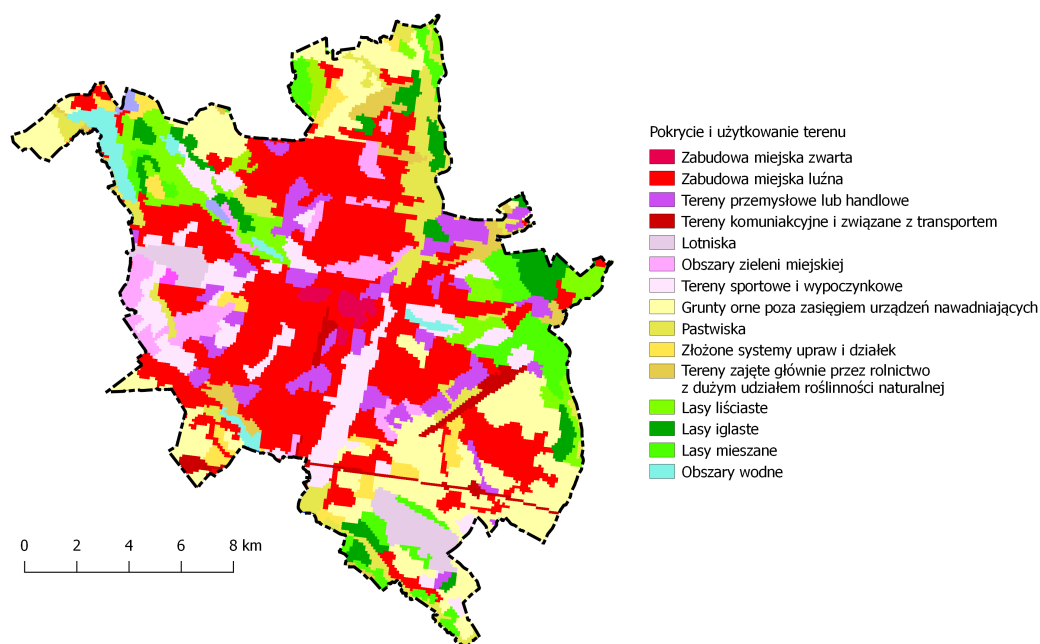 Pokrycie i użytkowanie terenu
Zabudowa miejska zwarta
Zabudowa miejska luźna
Tereny przemysłowe lub handlowe
Tereny komuniakcyjne i związane z transportem
Lotniska
Obszary zieleni miejskiej
Tereny sportowe i wypoczynkowe
Grunty orne poza zasięgiem urządzeń nawadniających
Pastwiska
Złożone systemy upraw i działek
Tereny zajęte głównie przez rolnictwo
z dużym udziałem roślinności naturalnej
Lasy liściaste
Lasy iglaste
Lasy mieszane
Obszary wodne
0 2 4 6 8 km